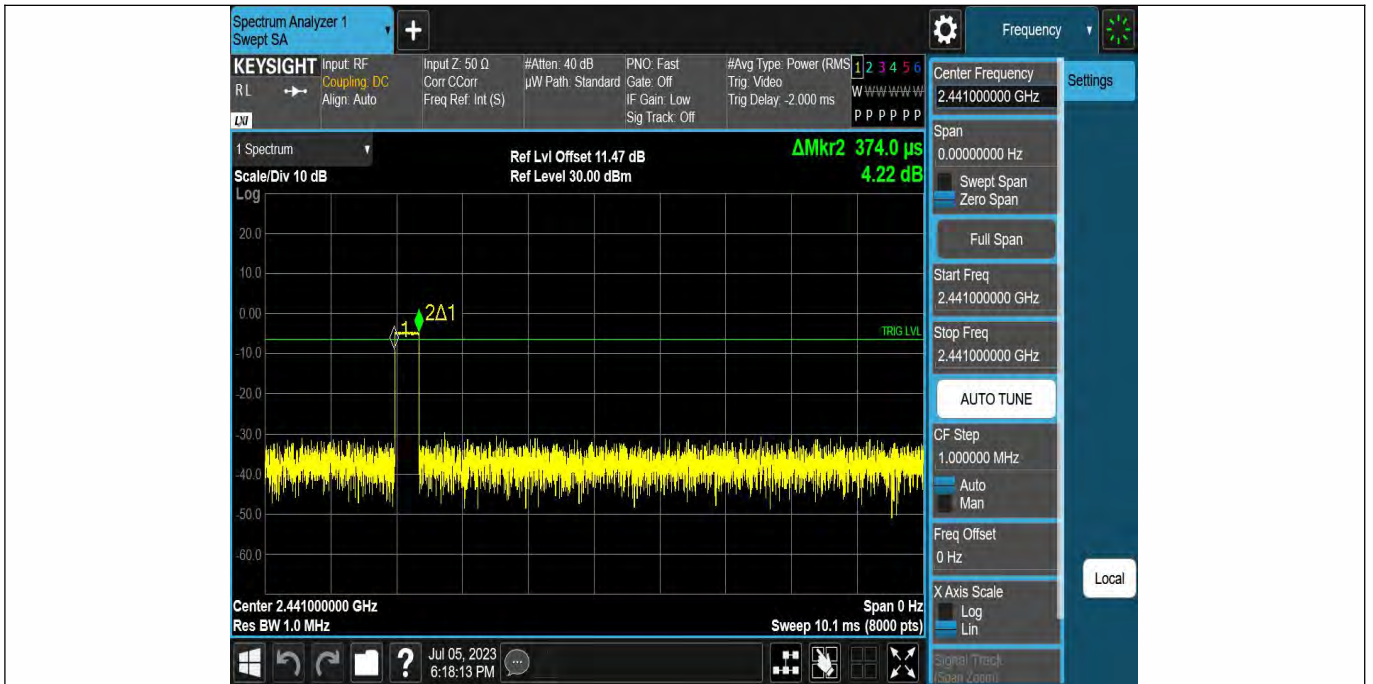 Spectrum Analyzer 1
Swept SA
+
Frequency
KEYSIGHT
RL
LXI
Input: RF
Coupling: DC
Align: Auto
Input Z: 50 Ω
Corr CCorr
Freq Ref: Int (S)
#Atten: 40 dB
µW Path: Standard
PNO: Fast
Gate: Off
IF Gain: Low
Sig Track: Off
#Avg Type: Power (RMS
Trig: Video
Trig Delay: -2.000 ms
1 2 3 4 5 6
W W W W W W
P P P P P P
1 Spectrum
Scale/Div 10 dB
Ref Lvl Offset 11.47 dB
Ref Level 30.00 dBm
ΔMkr2 374.0 µs
4.22 dB
Log
20.0
10.0
0.00
-10.0
-20.0
-30.0
-40.0
-50.0
-60.0
1
2Δ1
TRIG LVL
Center 2.441000000 GHz
Res BW 1.0 MHz
Span 0 Hz
Sweep 10.1 ms (8000 pts)
Center Frequency
2.441000000 GHz
Settings
Span
0.00000000 Hz
Swept Span
Zero Span
Full Span
Start Freq
2.441000000 GHz
Stop Freq
2.441000000 GHz
AUTO TUNE
CF Step
1.000000 MHz
Auto
Man
Freq Offset
0 Hz
X Axis Scale
Log
Lin
Signal Track
(Span Zoom)
Local
?
Jul 05, 2023
6:18:13 PM